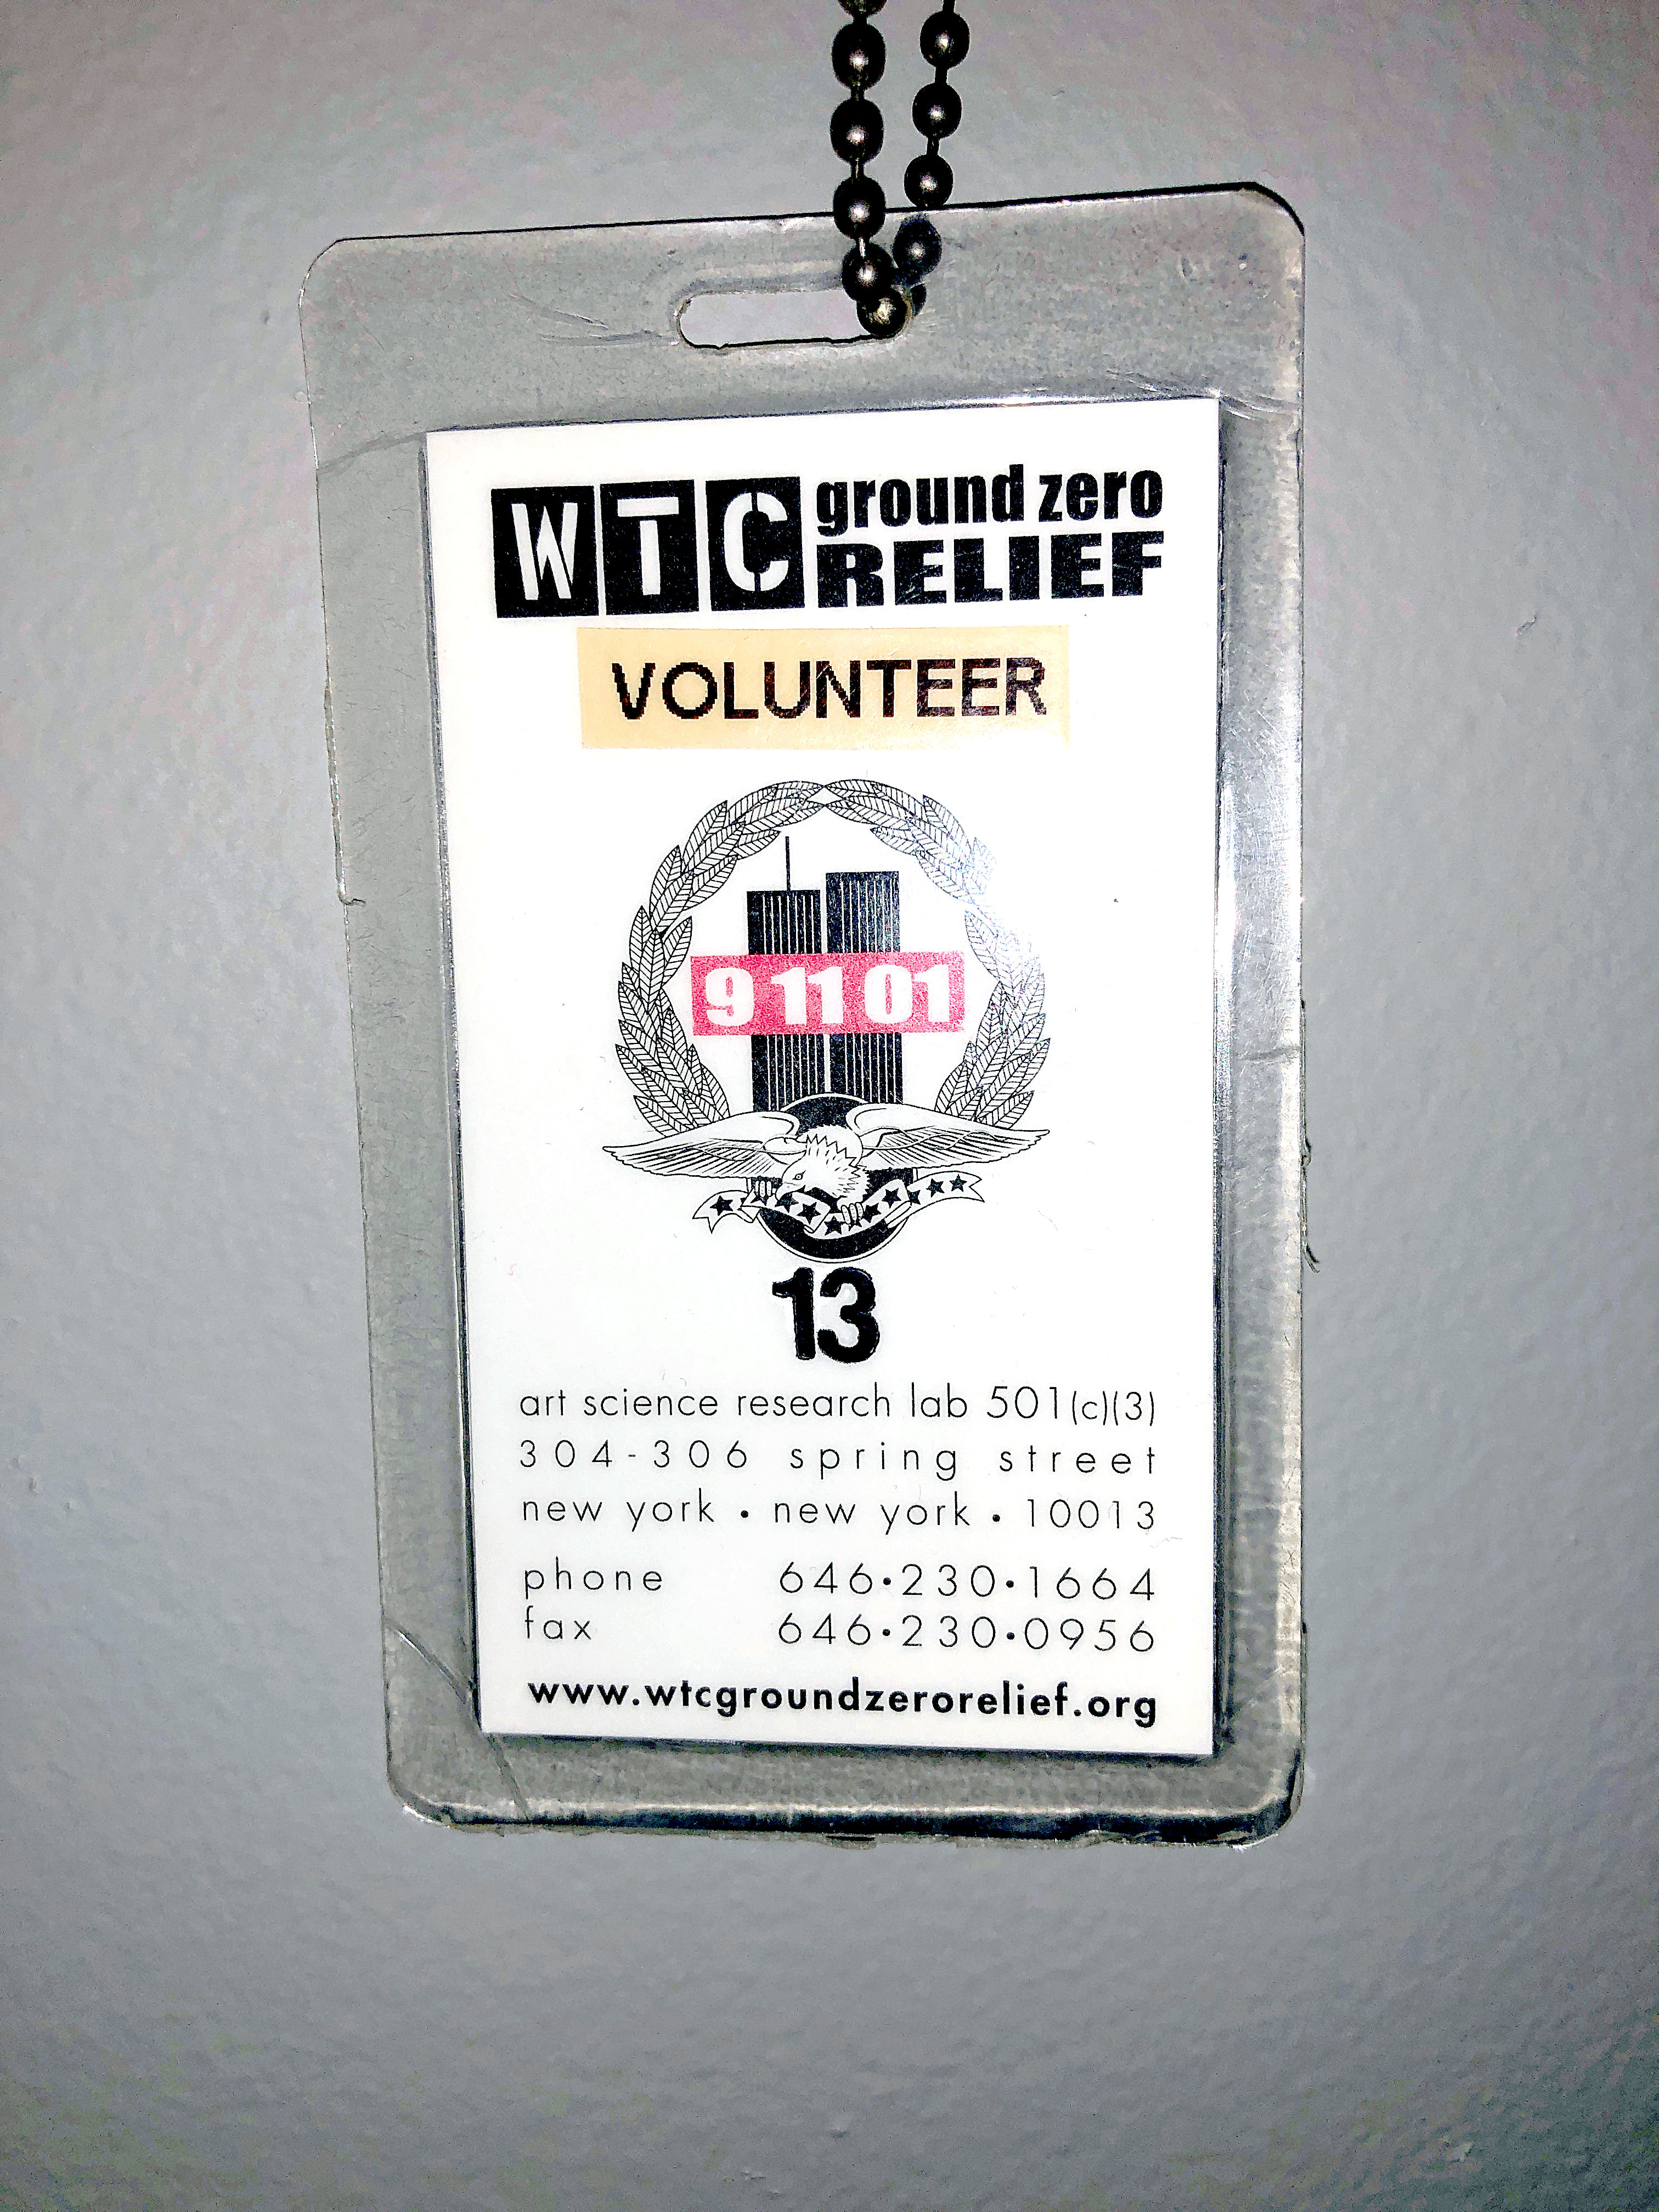 WTC ground zero
RELIEF
VOLUNTEER
9 11 01
13
art science research lab 501(c)(3)
304-306 spring street
new york • new york • 10013
phone 646•230•1664
fax 646•230•0956
www.wtcgroundzerorelief.org